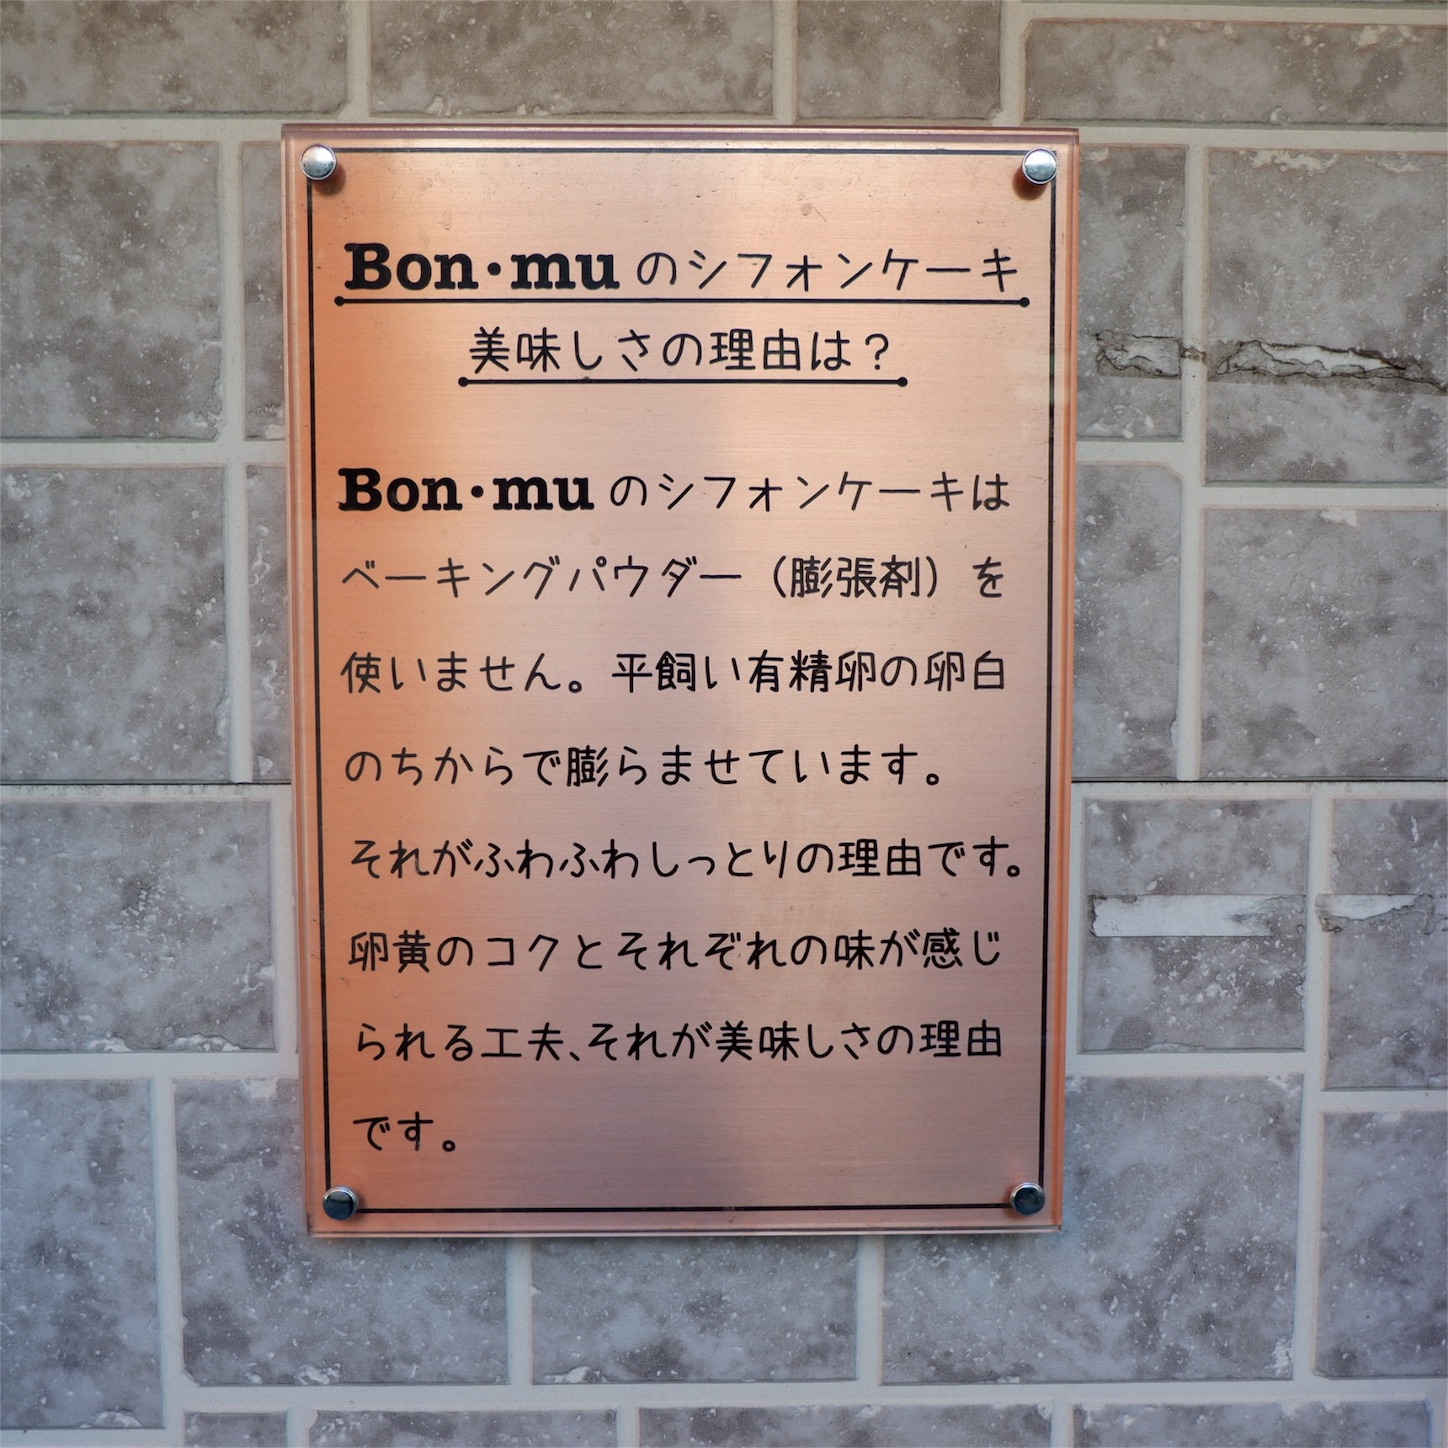 Bon・mu のシフォンケーキ
美味しさの理由は？
Bon・mu のシフォンケーキは
ベーキングパウダー（膨張剤）を
使いません。平飼い有精卵の卵白
のちからで膨らませています。
それがふわふわしっとりの理由です。
卵黄のコクとそれぞれの味が感じ
られる工夫、それが美味しさの理由
です。